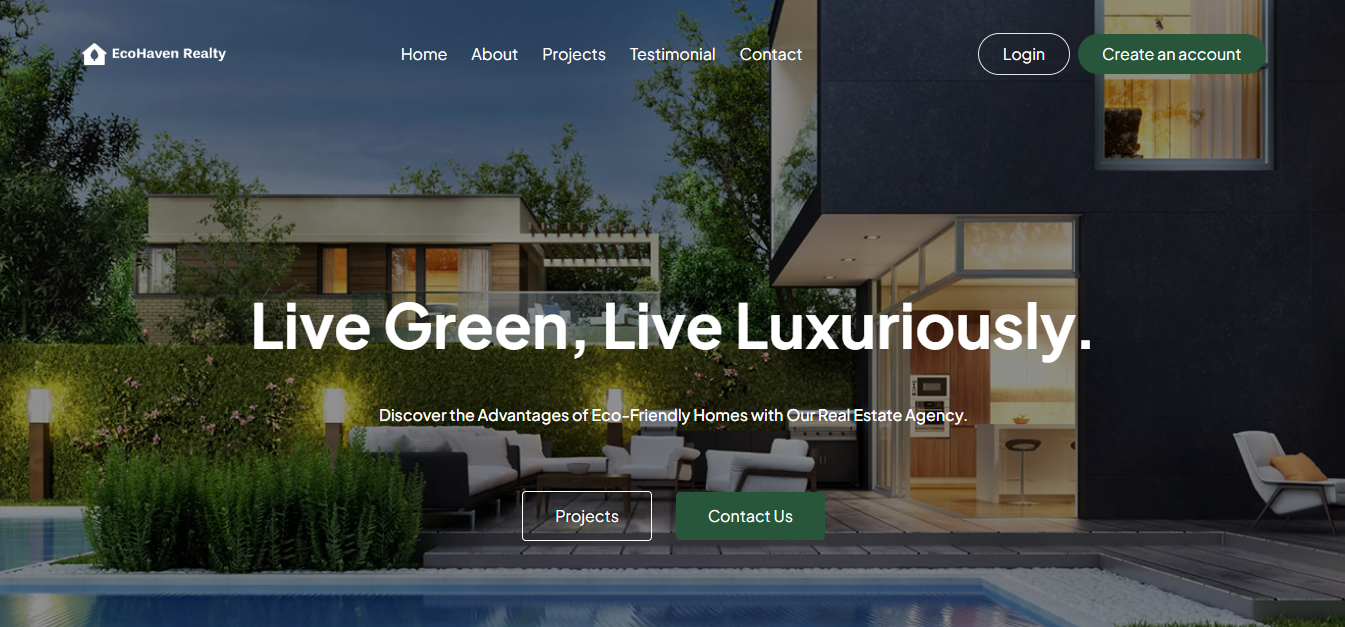 EcoHaven Realty
Home
About
Projects
Testimonial
Contact
Login
Create an account
Live Green, Live Luxuriously.
Discover the Advantages of Eco-Friendly Homes with Our Real Estate Agency.
Projects
Contact Us